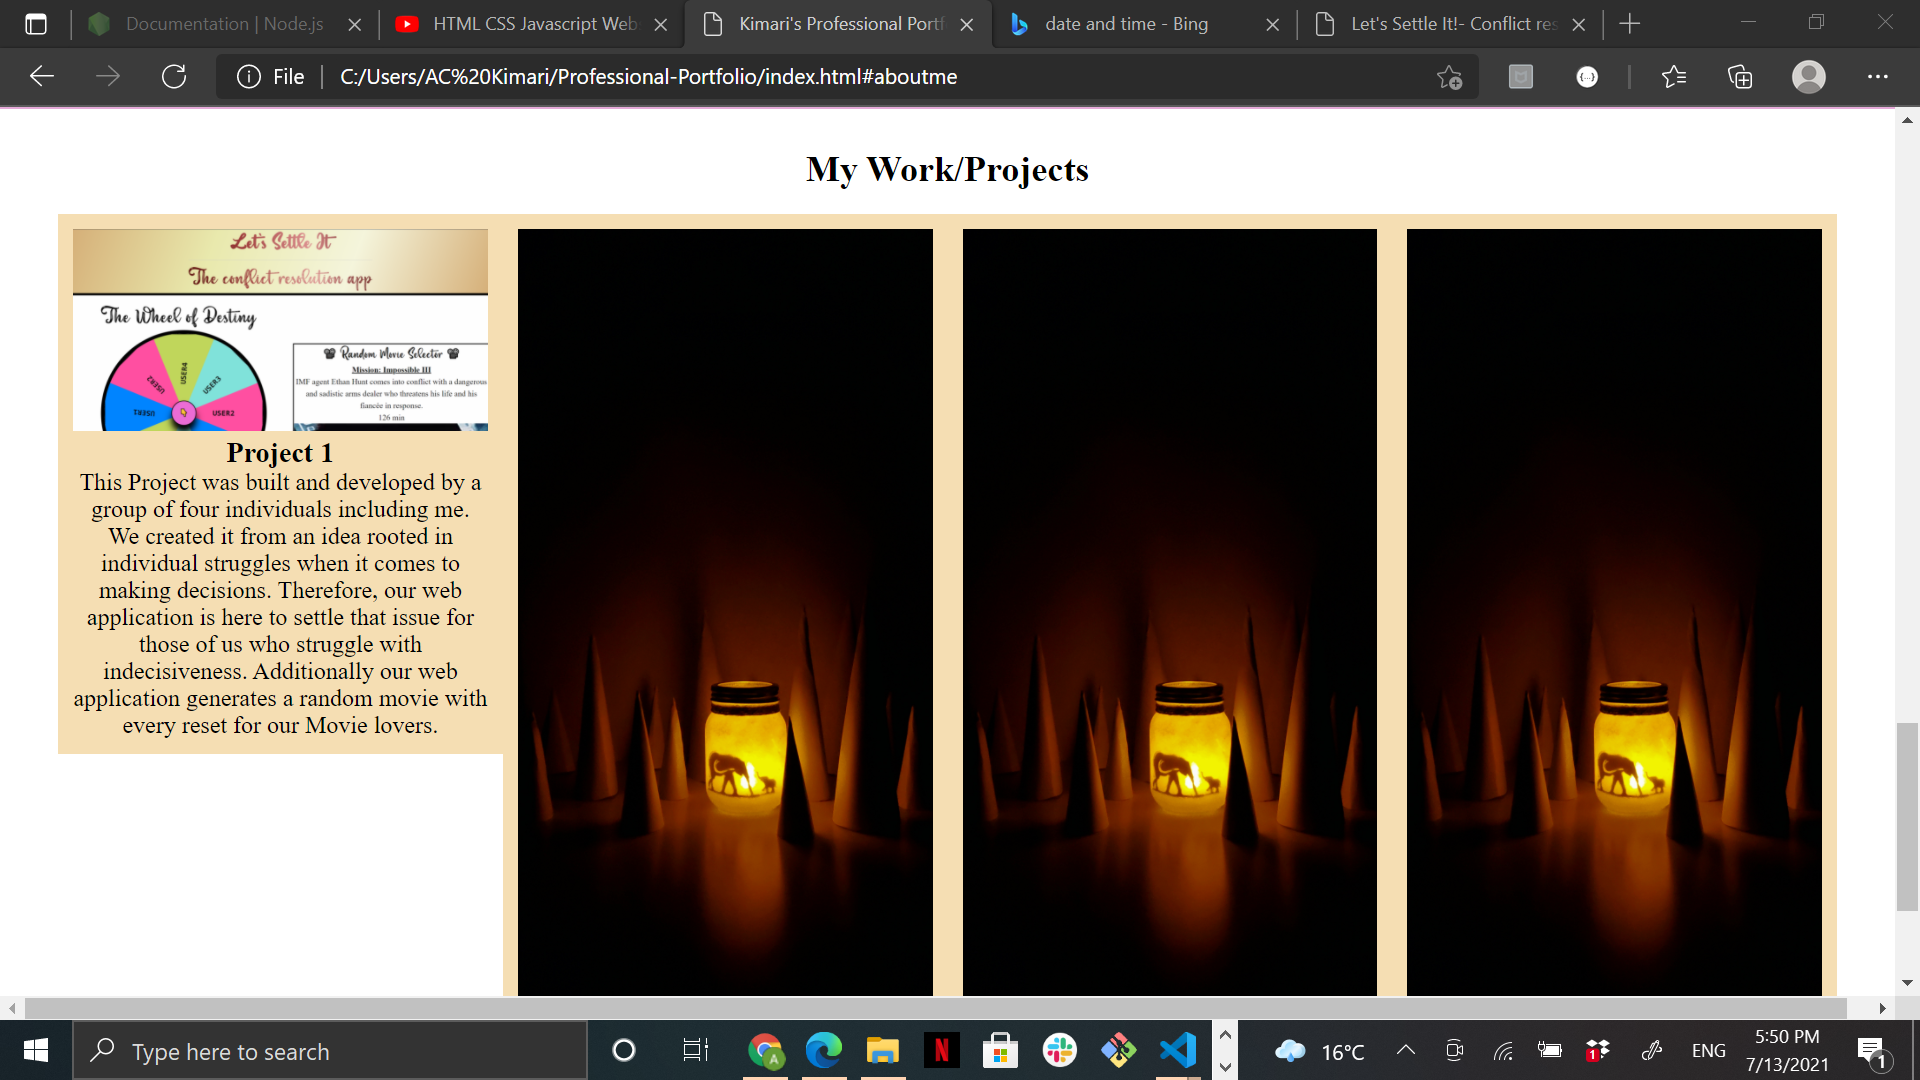 Documentation | Node.js
HTML CSS Javascript Web
Kimari's Professional Portf
date and time - Bing
Let's Settle It!- Conflict res
File
C:/Users/AC%20Kimari/Professional-Portfolio/index.html#aboutme
My Work/Projects
Let's Settle It
The conflict resolution app
The Wheel of Destiny
USER4
USER2
USER3
USER1
USER2
Random Movie Selector
Mission: Impossible III
IMF agent Ethan Hunt comes into conflict with a dangerous
and sadistic arms dealer who threatens his life and his
fiancée in response.
126 min
Project 1
This Project was built and developed by a
group of four individuals including me.
We created it from an idea rooted in
individual struggles when it comes to
making decisions. Therefore, our web
application is here to settle that issue for
those of us who struggle with
indecisiveness. Additionally our web
application generates a random movie with
every reset for our Movie lovers.
Type here to search
A
N
16°C
1
ENG
5:50 PM
7/13/2021
1